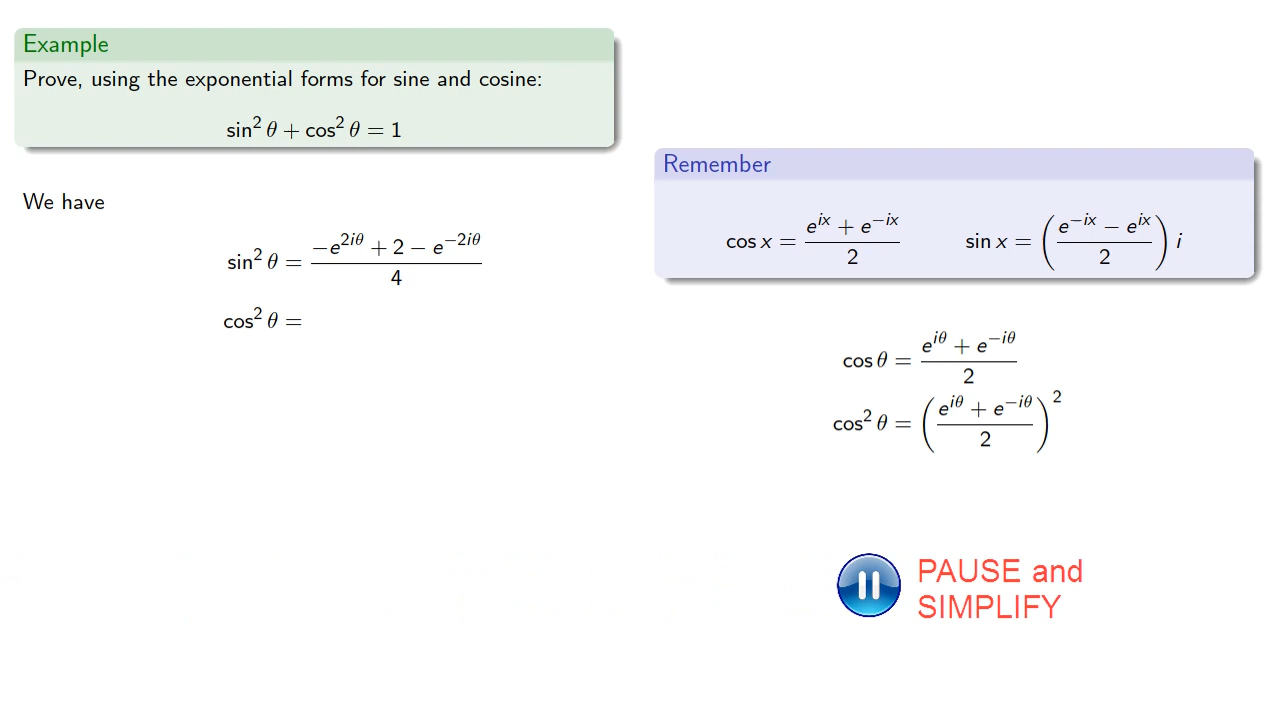 Example
Prove, using the exponential forms for sine and cosine:
sin² θ + cos² θ = 1
We have
sin² θ = (−e^{2iθ} + 2 − e^{−2iθ}) / 4
cos² θ =
Remember
cos x = (e^{ix} + e^{−ix}) / 2    sin x = ((e^{−ix} − e^{ix}) / 2) i
cos θ = (e^{iθ} + e^{−iθ}) / 2
cos² θ = ((e^{iθ} + e^{−iθ}) / 2)²
PAUSE and
SIMPLIFY